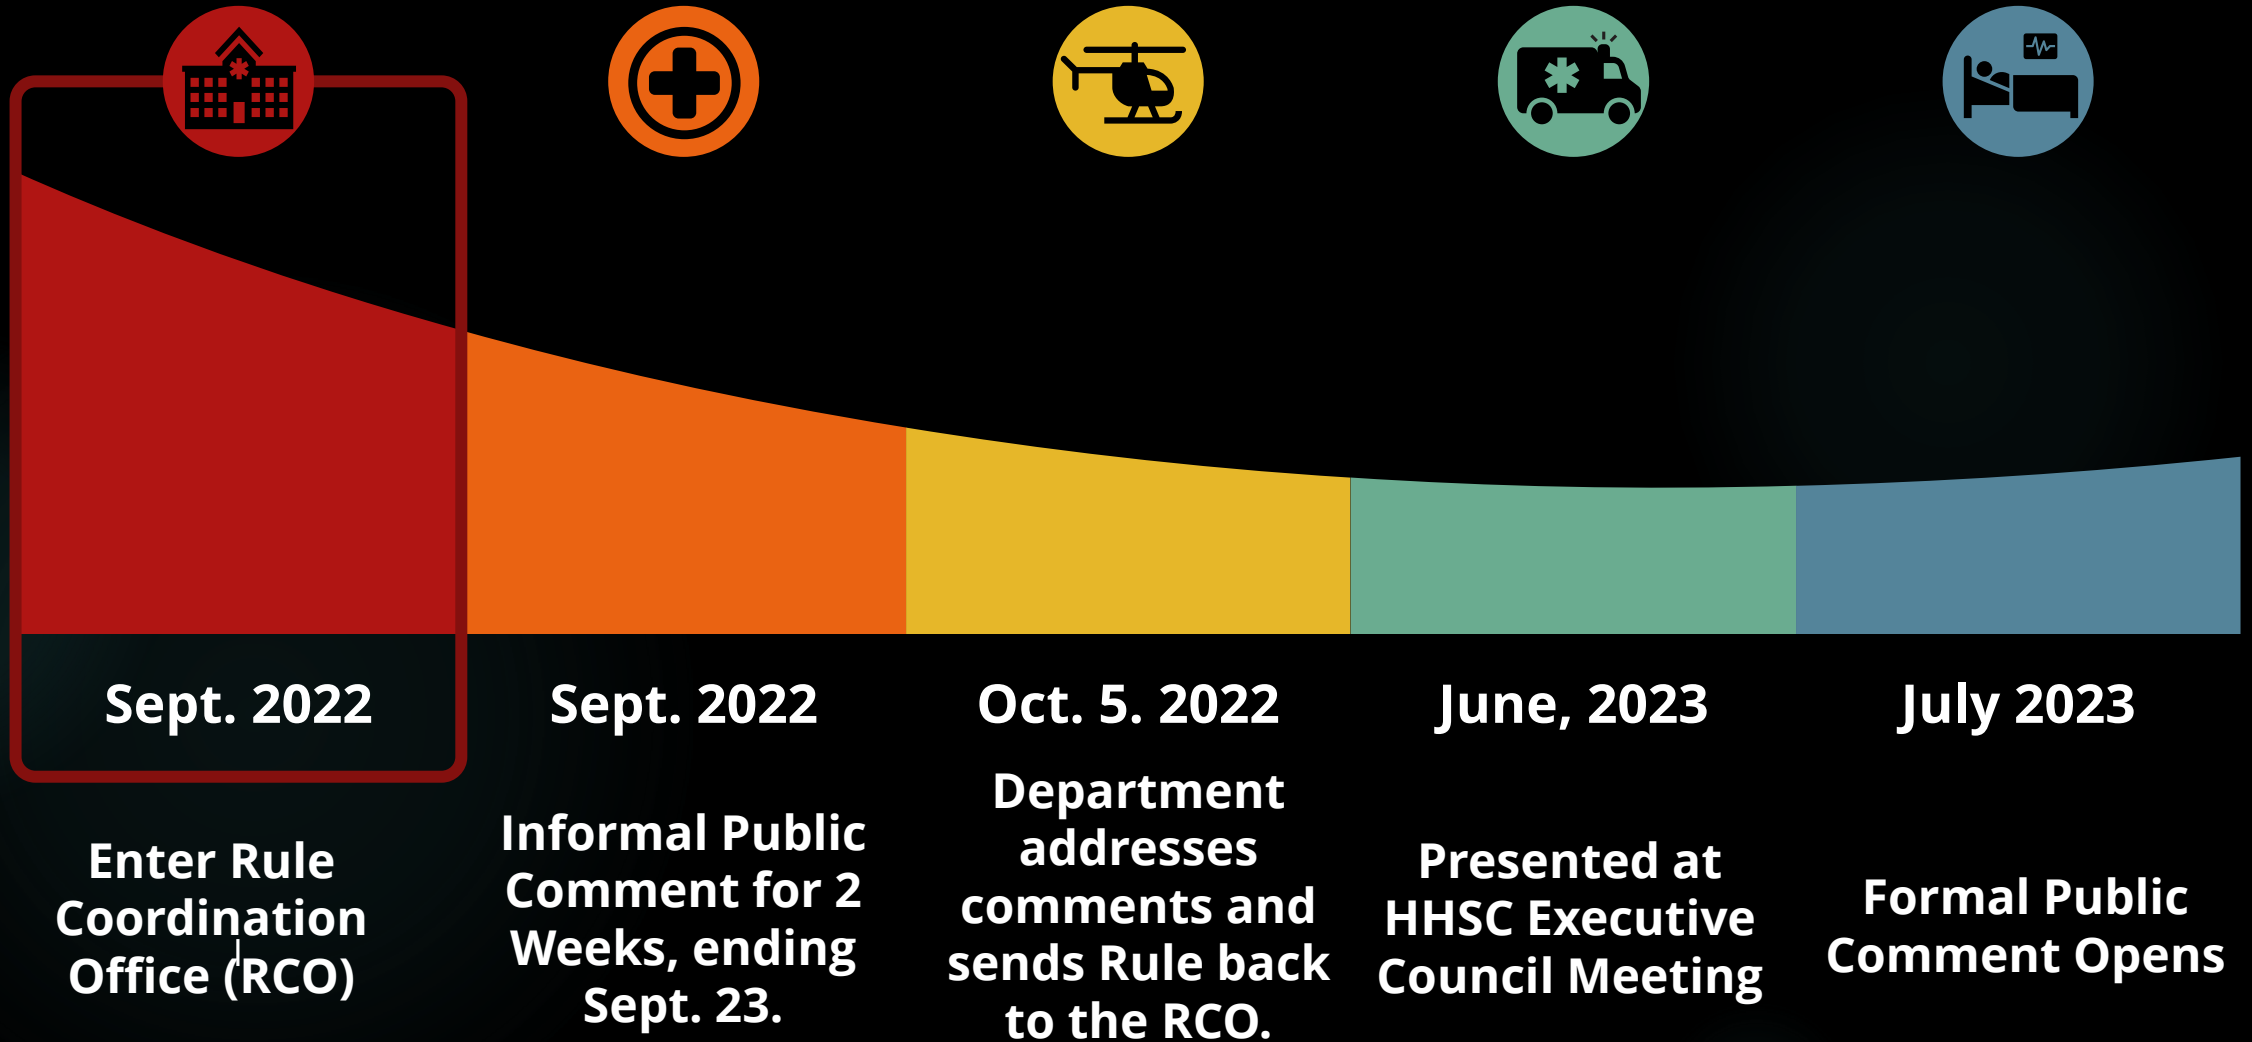 Sept. 2022
Enter Rule
Coordination
Office (RCO)
Sept. 2022
Informal Public
Comment for 2
Weeks, ending
Sept. 23.
Oct. 5. 2022
Department
addresses
comments and
sends Rule back
to the RCO.
June, 2023
Presented at
HHSC Executive
Council Meeting
July 2023
Formal Public
Comment Opens